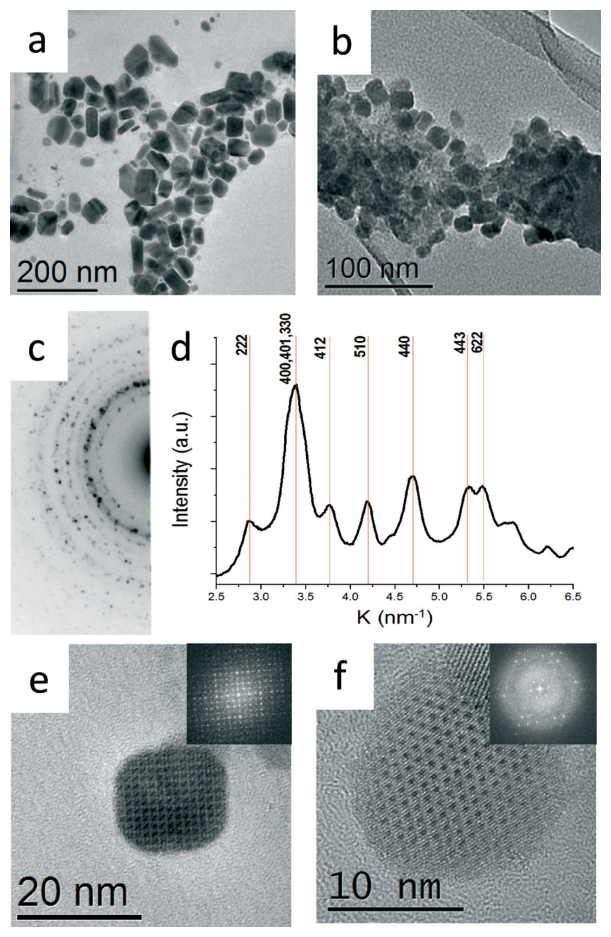 a
b
200 nm
100 nm
c
d
222
400,401,330
412
510
440
443
622
Intensity (a.u.)
2.5 3.0 3.5 4.0 4.5 5.0 5.5 6.0 6.5
K (nm⁻¹)
e
f
20 nm
10 nm